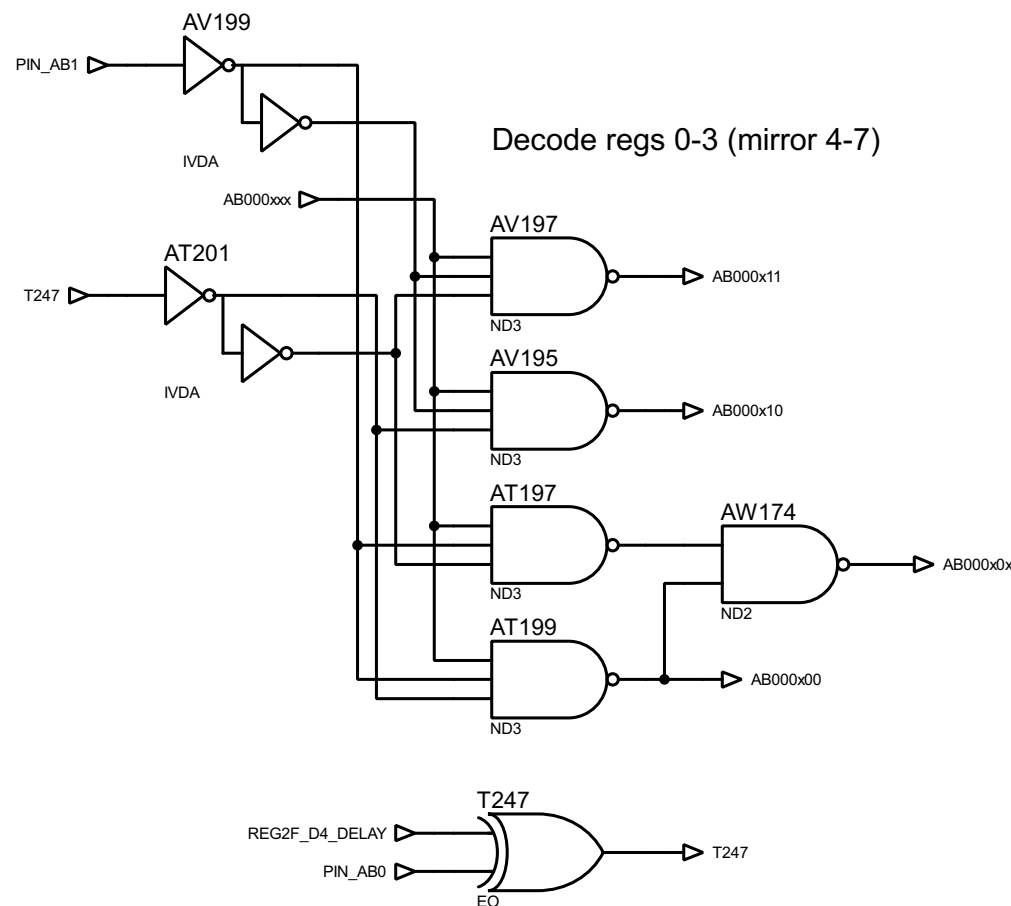 AV199
PIN_AB1
IVDA
Decode regs 0-3 (mirror 4-7)
AB000xxx
AV197
AT201
AB000x11
T247
ND3
AV195
IVDA
AB000x10
ND3
AT197
AW174
AB000x0x
ND3
ND2
AT199
AB000x00
ND3
T247
REG2F_D4_DELAY
T247
PIN_AB0
EO